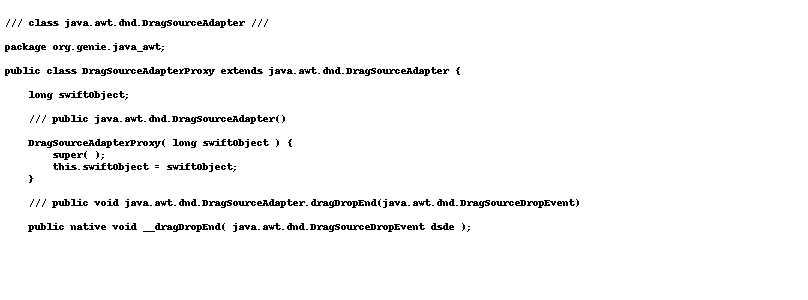 /// class java.awt.dnd.DragSourceAdapter ///
package org.genie.java_awt;
public class DragSourceAdapterProxy extends java.awt.dnd.DragSourceAdapter {
long swiftObject;
/// public java.awt.dnd.DragSourceAdapter()
DragSourceAdapterProxy( long swiftObject ) {
super( );
this.swiftObject = swiftObject;
}
/// public void java.awt.dnd.DragSourceAdapter.dragDropEnd(java.awt.dnd.DragSourceDropEvent)
public native void __dragDropEnd( java.awt.dnd.DragSourceDropEvent dsde );